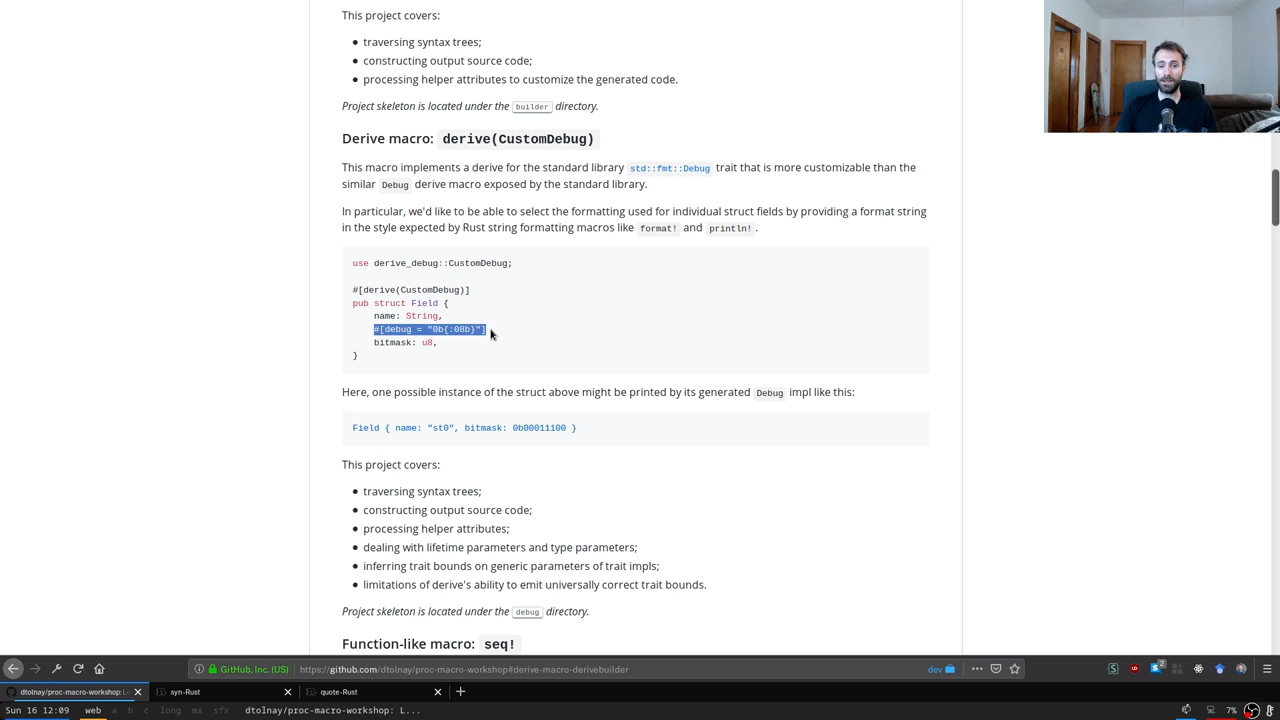 This project covers:
traversing syntax trees;
constructing output source code;
processing helper attributes to customize the generated code.
Project skeleton is located under the builder directory.
Derive macro: derive(CustomDebug)
This macro implements a derive for the standard library std::fmt::Debug trait that is more customizable than the
similar Debug derive macro exposed by the standard library.
In particular, we'd like to be able to select the formatting used for individual struct fields by providing a format string
in the style expected by Rust string formatting macros like format! and println!.
use derive_debug::CustomDebug;
#[derive(CustomDebug)]
pub struct Field {
name: String,
#[debug = "0b{:08b}"]
bitmask: u8,
}
Here, one possible instance of the struct above might be printed by its generated Debug impl like this:
Field { name: "st0", bitmask: 0b00011100 }
This project covers:
traversing syntax trees;
constructing output source code;
processing helper attributes;
dealing with lifetime parameters and type parameters;
inferring trait bounds on generic parameters of trait impls;
limitations of derive's ability to emit universally correct trait bounds.
Project skeleton is located under the debug directory.
Function-like macro: seq!
GitHub, Inc. (US) https://github.com/dtolnay/proc-macro-workshop#derive-macro-derivebuilder dev
dtolnay/proc-macro-workshop: Le syn-Rust quote-Rust
Sun 16 12:09 web a b c long mx sfx dtolnay/proc-macro-workshop: L... 7%